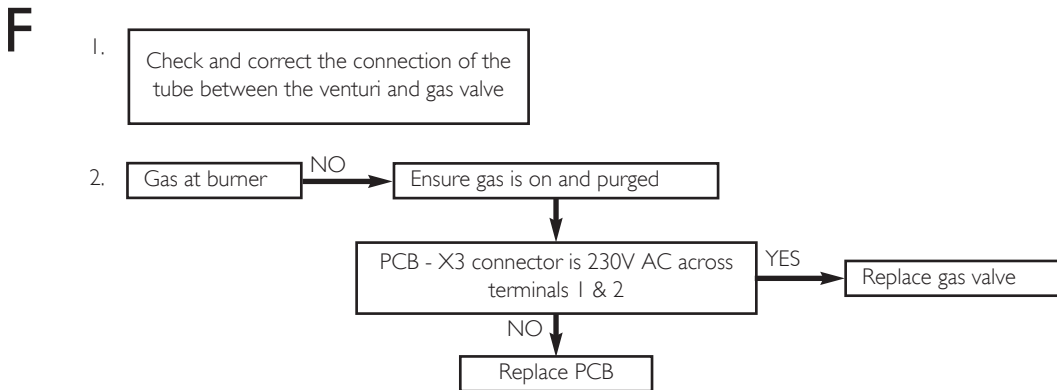 F
1.
Check and correct the connection of the
tube between the venturi and gas valve
2.
Gas at burner
NO
Ensure gas is on and purged
PCB - X3 connector is 230V AC across
terminals 1 & 2
YES
Replace gas valve
NO
Replace PCB